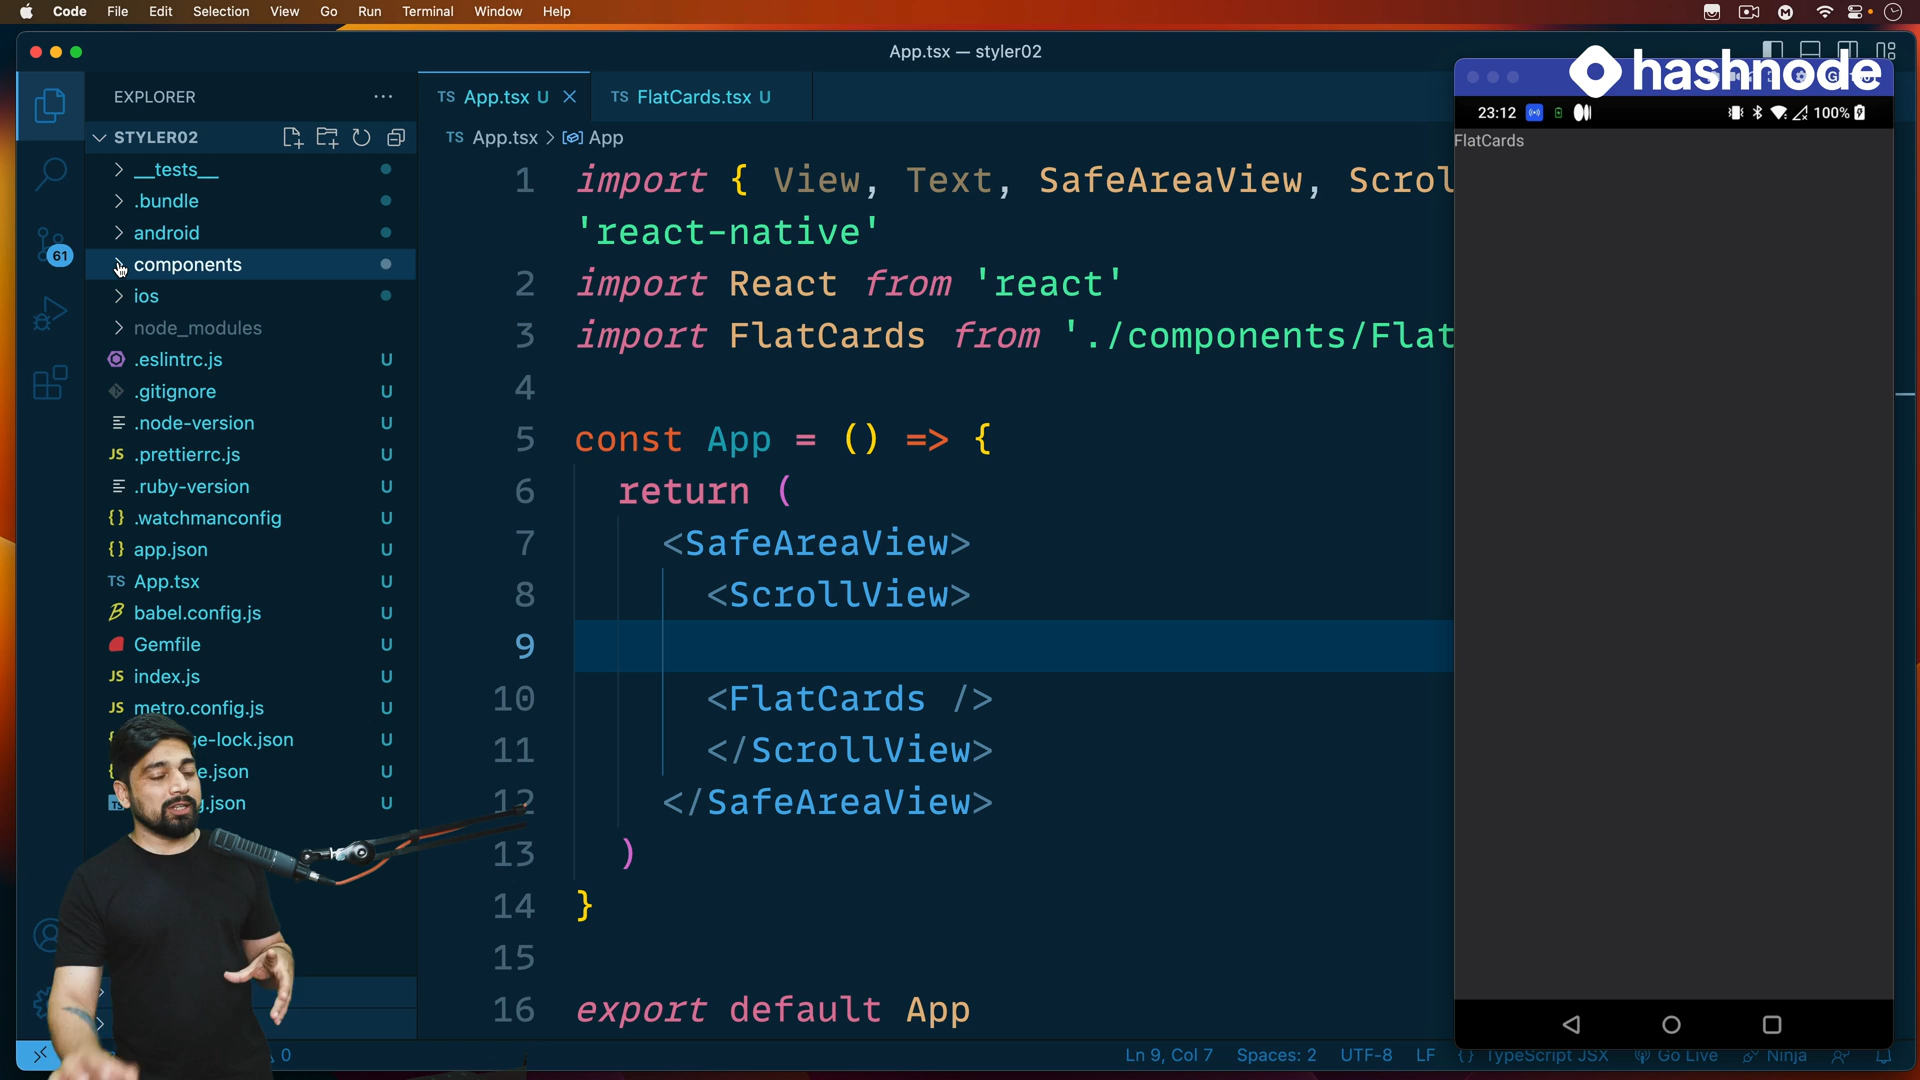 Code File Edit Selection View Go Run Terminal Window Help
App.tsx — styler02
hashnode
EXPLORER
TS App.tsx U
TS FlatCards.tsx U
23:12
100%
STYLER02
TS App.tsx > App
FlatCards
__tests__
.bundle
android
components
ios
node_modules
.eslintrc.js U
.gitignore U
.node-version U
JS .prettierrc.js U
.ruby-version U
{} .watchmanconfig U
{} app.json U
TS App.tsx U
babel.config.js U
Gemfile U
JS index.js U
JS metro.config.js U
e-lock.json U
e.json U
.json U
61
1 import { View, Text, SafeAreaView, Scrol
'react-native'
2 import React from 'react'
3 import FlatCards from './components/Flat
4
5 const App = () => {
6 return (
7 <SafeAreaView>
8 <ScrollView>
9
10 <FlatCards />
11 </ScrollView>
12 </SafeAreaView>
13 )
14 }
15
16 export default App
0
Ln 9, Col 7 Spaces: 2 UTF-8 LF {} TypeScript JSX Go Live Ninja